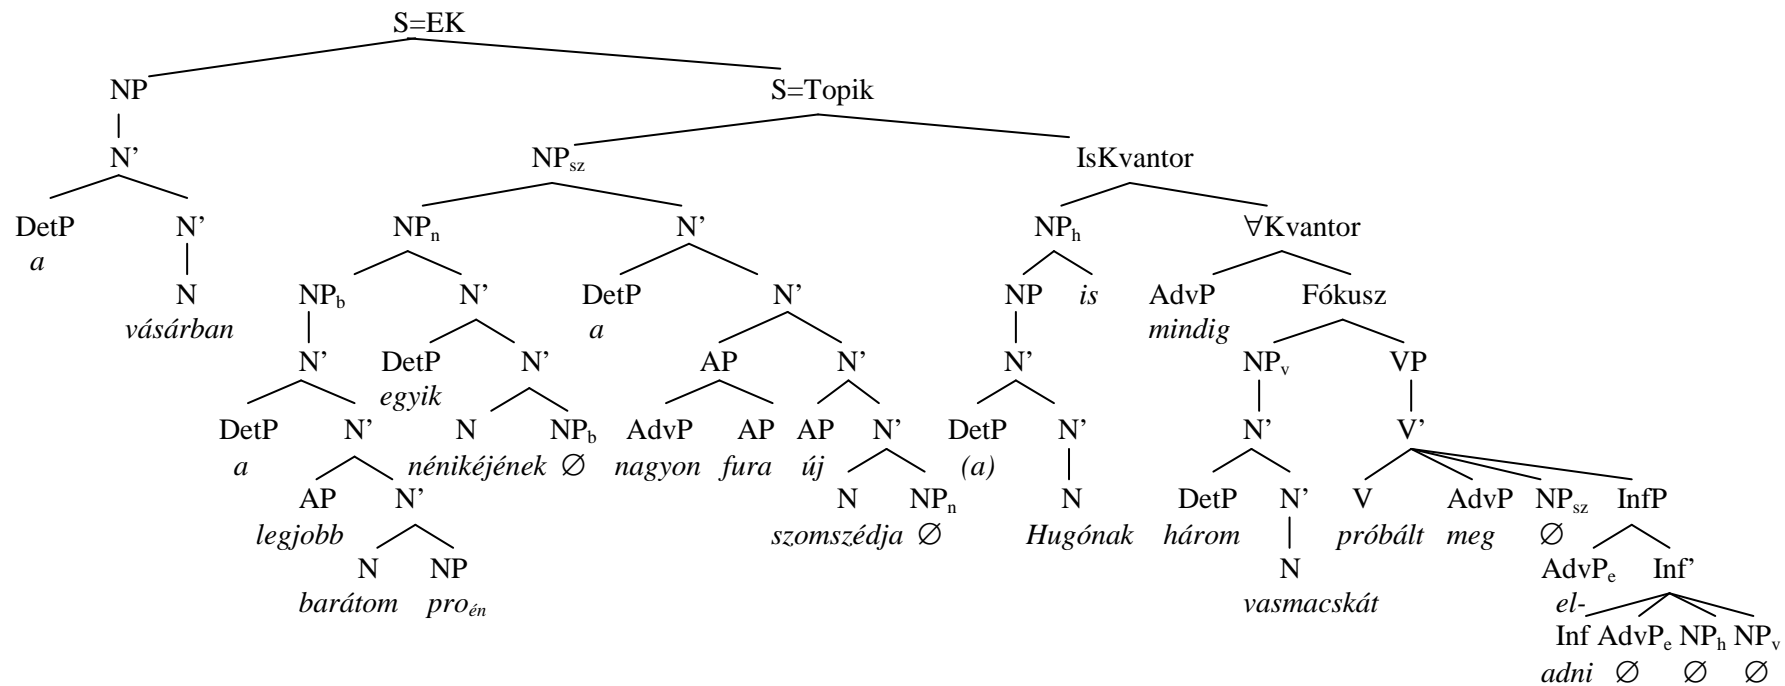 S=EK
NP S=Topik
N' NPsz IsKvantor
DetP N' NPn N' NPh ∀Kvantor
a
N NPb N' DetP N' NP is AdvP Fókusz
vásárban a mindig
N' DetP N' AP N' N' NPv VP
egyik
DetP N' N NPb AdvP AP AP N' DetP N' N' V'
a nénikéjének ∅ nagyon fura új (a)
AP N' N NPn N DetP N' V AdvP NPsz InfP
legjobb szomszédja ∅ Hugónak három próbált meg ∅
N NP N AdvPe Inf'
barátom proén vasmacskát el-
Inf AdvPe NPh NPv
adni ∅ ∅ ∅